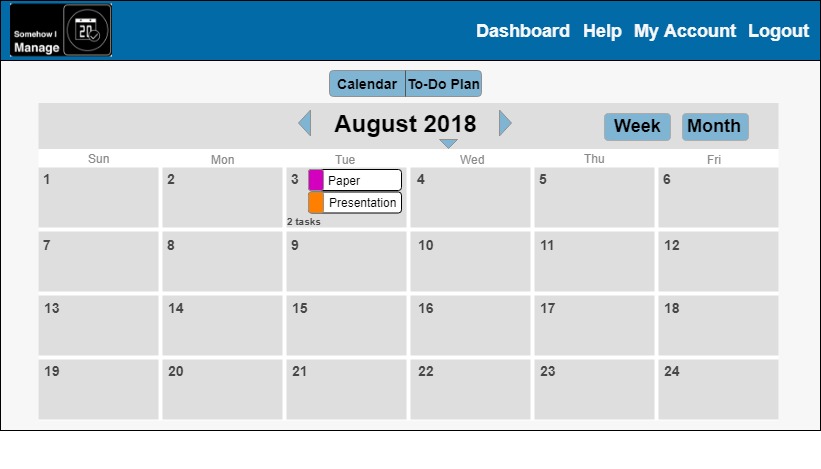 Somehow I
Manage
20
Dashboard Help My Account Logout
Calendar To-Do Plan
August 2018
Week Month
Sun Mon Tue Wed Thu Fri
1 2 3 Paper 4 5 6
Presentation
2 tasks
7 8 9 10 11 12
13 14 15 16 17 18
19 20 21 22 23 24